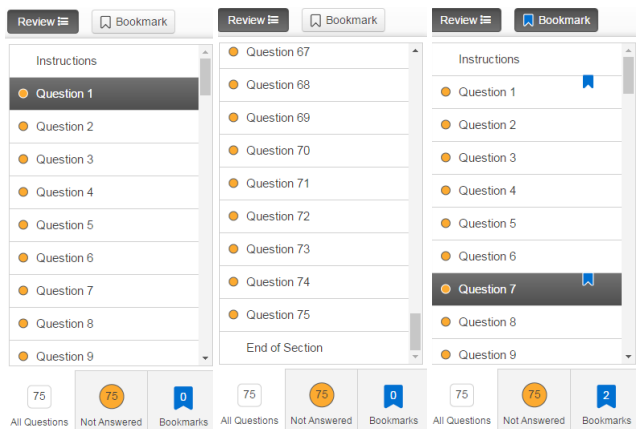 Review
Bookmark
Instructions
Question 1
Question 2
Question 3
Question 4
Question 5
Question 6
Question 7
Question 8
Question 9
75
75
0
All Questions
Not Answered
Bookmarks
Review
Bookmark
Question 67
Question 68
Question 69
Question 70
Question 71
Question 72
Question 73
Question 74
Question 75
End of Section
75
75
0
All Questions
Not Answered
Bookmarks
Review
Bookmark
Instructions
Question 1
Question 2
Question 3
Question 4
Question 5
Question 6
Question 7
Question 8
Question 9
75
75
2
All Questions
Not Answered
Bookmarks